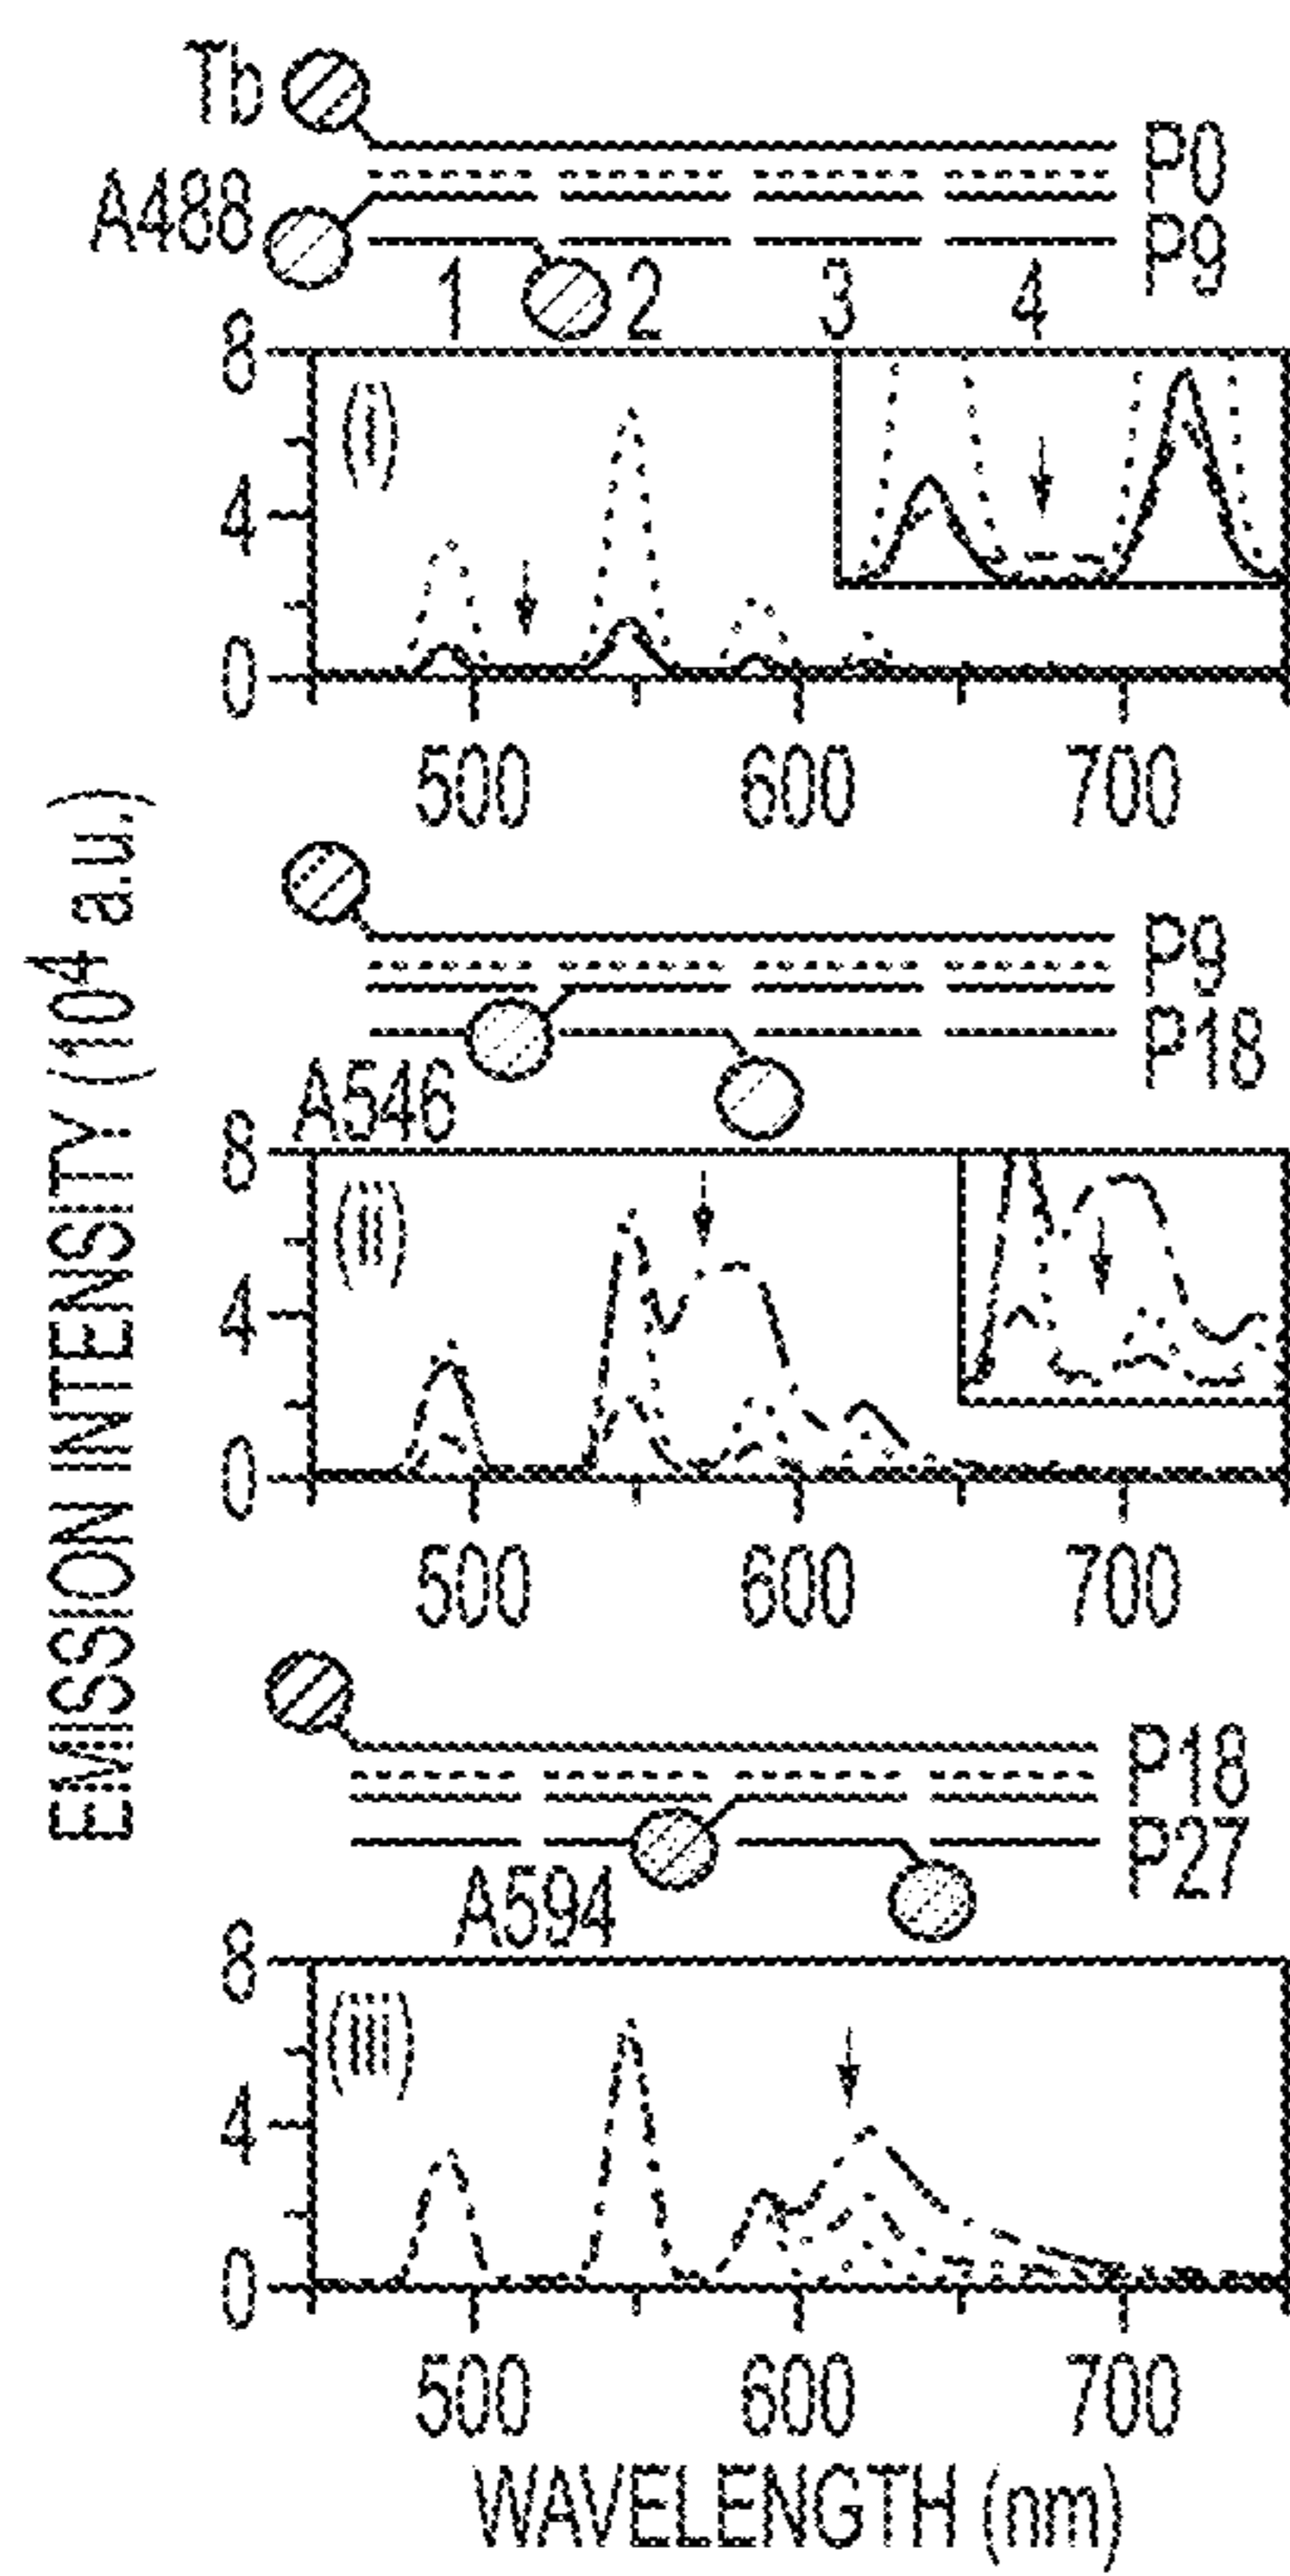 Tb
P0
A488
P9
1 2 3 4
8
(i)
4
0
500 600 700
P9
P18
A546
8
(ii)
4
0
500 600 700
P18
P27
A594
8
(iii)
4
0
500 600 700
WAVELENGTH (nm)
EMISSION INTENSITY (10⁴ a.u.)